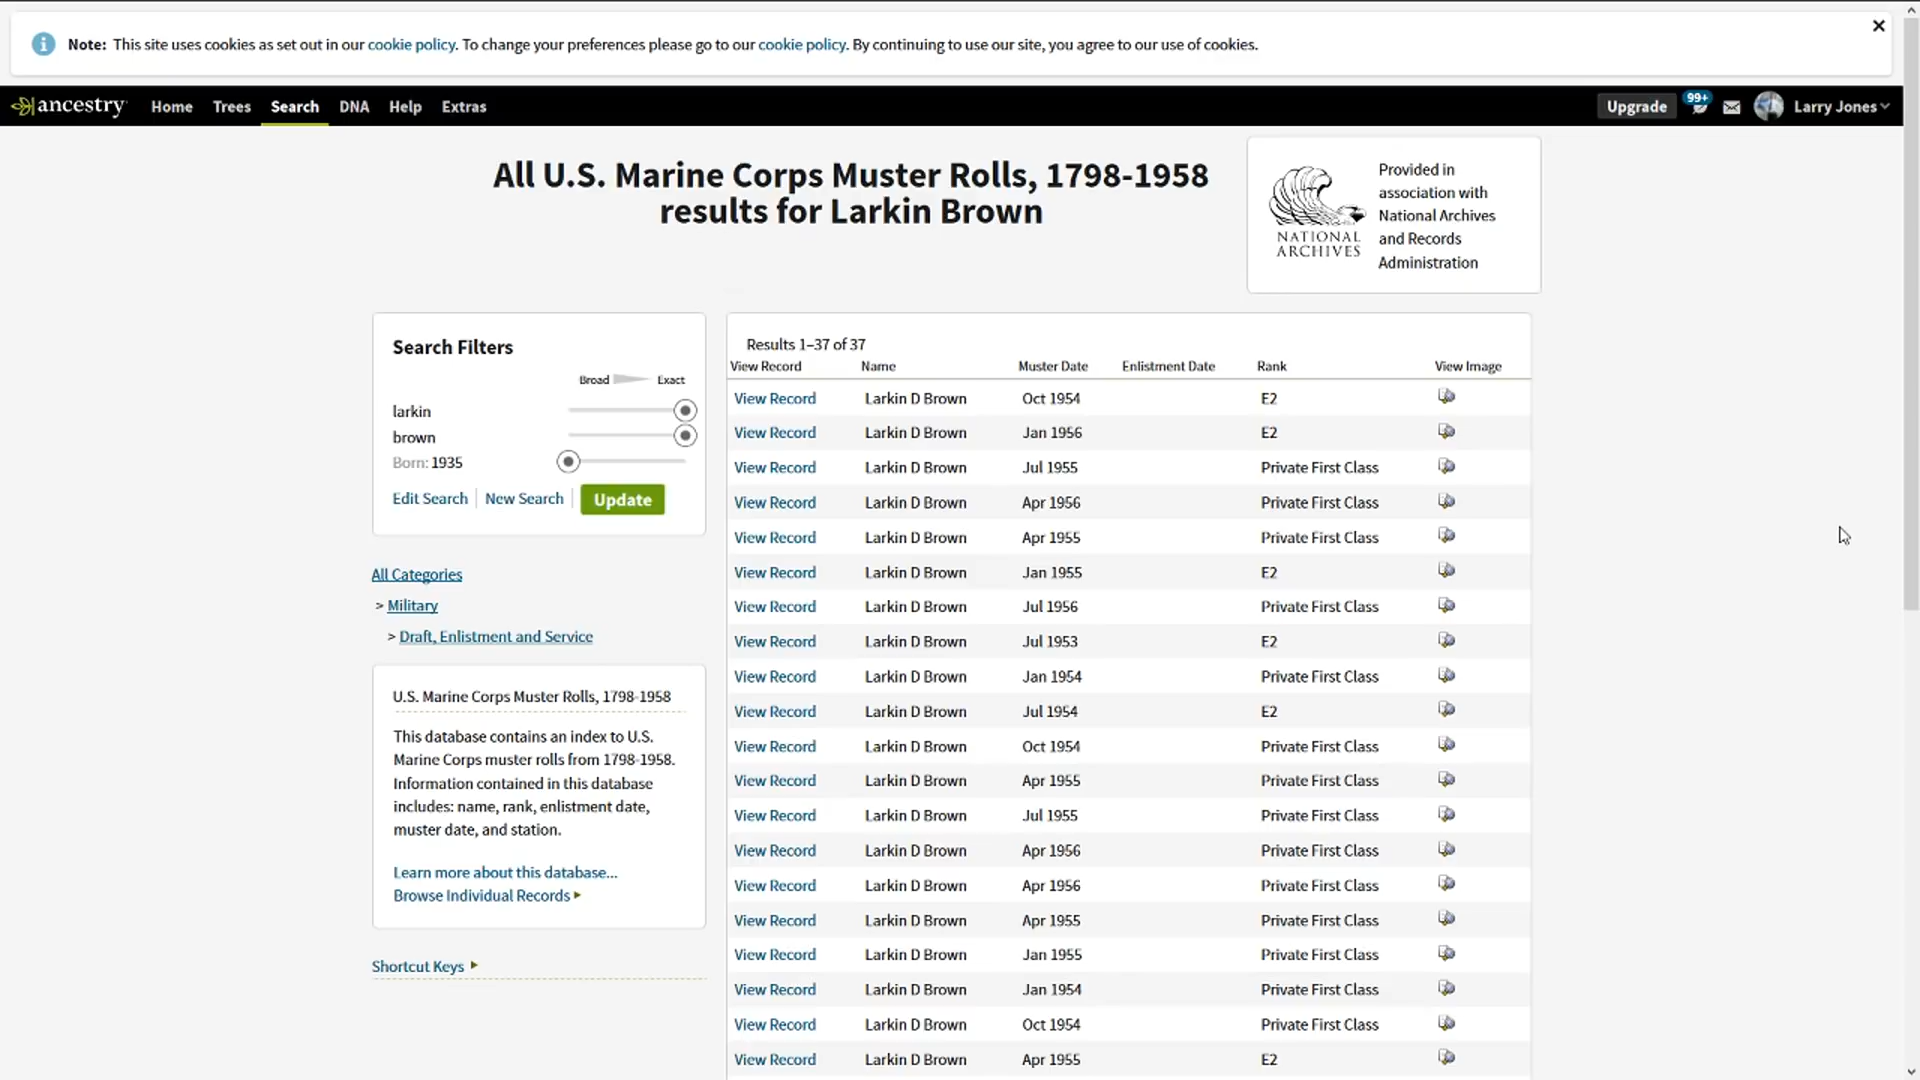 Note: This site uses cookies as set out in our cookie policy. To change your preferences please go to our cookie policy. By continuing to use our site, you agree to our use of cookies.
ancestry Home Trees Search DNA Help Extras Upgrade 99+ Larry Jones
All U.S. Marine Corps Muster Rolls, 1798-1958
results for Larkin Brown
NATIONAL
ARCHIVES
Provided in
association with
National Archives
and Records
Administration
Search Filters
Broad Exact
larkin
brown
Born: 1935
Edit Search New Search Update
All Categories
> Military
> Draft, Enlistment and Service
U.S. Marine Corps Muster Rolls, 1798-1958
This database contains an index to U.S.
Marine Corps muster rolls from 1798-1958.
Information contained in this database
includes: name, rank, enlistment date,
muster date, and station.
Learn more about this database...
Browse Individual Records
Shortcut Keys
Results 1–37 of 37
View Record Name Muster Date Enlistment Date Rank View Image
View Record Larkin D Brown Oct 1954 E2
View Record Larkin D Brown Jan 1956 E2
View Record Larkin D Brown Jul 1955 Private First Class
View Record Larkin D Brown Apr 1956 Private First Class
View Record Larkin D Brown Apr 1955 Private First Class
View Record Larkin D Brown Jan 1955 E2
View Record Larkin D Brown Jul 1956 Private First Class
View Record Larkin D Brown Jul 1953 E2
View Record Larkin D Brown Jan 1954 Private First Class
View Record Larkin D Brown Jul 1954 E2
View Record Larkin D Brown Oct 1954 Private First Class
View Record Larkin D Brown Apr 1955 Private First Class
View Record Larkin D Brown Jul 1955 Private First Class
View Record Larkin D Brown Apr 1956 Private First Class
View Record Larkin D Brown Apr 1956 Private First Class
View Record Larkin D Brown Apr 1955 Private First Class
View Record Larkin D Brown Jan 1955 Private First Class
View Record Larkin D Brown Jan 1954 Private First Class
View Record Larkin D Brown Oct 1954 Private First Class
View Record Larkin D Brown Apr 1955 E2